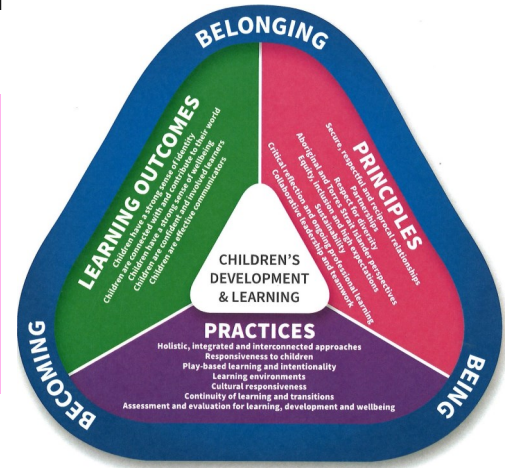 BELONGING
LEARNING OUTCOMES
Children have a strong sense of identity
Children are connected with and contribute to their world
Children have a strong sense of wellbeing
Children are confident and involved learners
Children are effective communicators
PRINCIPLES
Secure, respectful and reciprocal relationships
Partnerships
Respect for diversity
Aboriginal and Torres Strait Islander perspectives
Equity, inclusion and high expectations
Sustainability
Critical reflection and ongoing professional learning
Collaborative leadership and teamwork
CHILDREN'S
DEVELOPMENT
& LEARNING
PRACTICES
Holistic, integrated and interconnected approaches
Responsiveness to children
Play-based learning and intentionality
Learning environments
Cultural responsiveness
Continuity of learning and transitions
Assessment and evaluation for learning, development and wellbeing
BECOMING
BEING